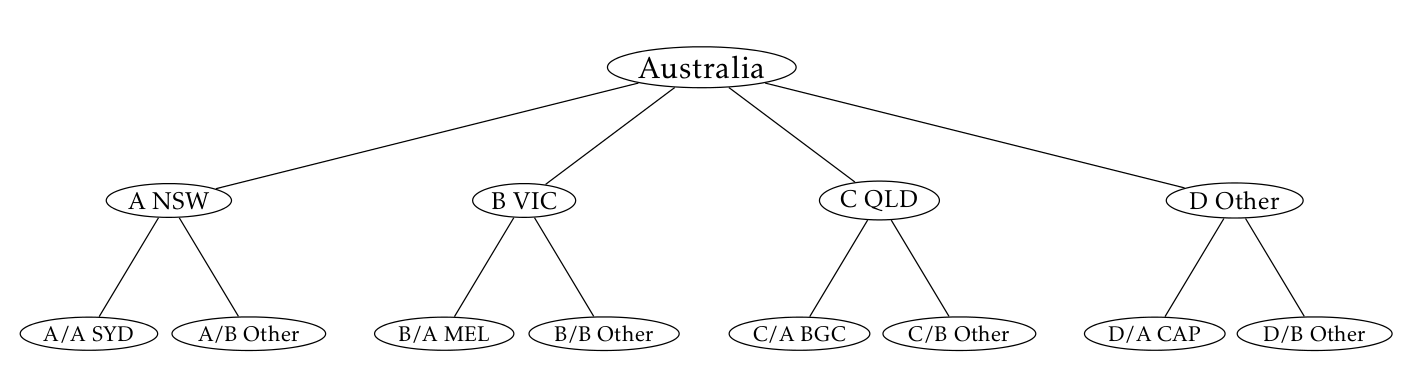 Australia
A NSW
B VIC
C QLD
D Other
A/A SYD
A/B Other
B/A MEL
B/B Other
C/A BGC
C/B Other
D/A CAP
D/B Other